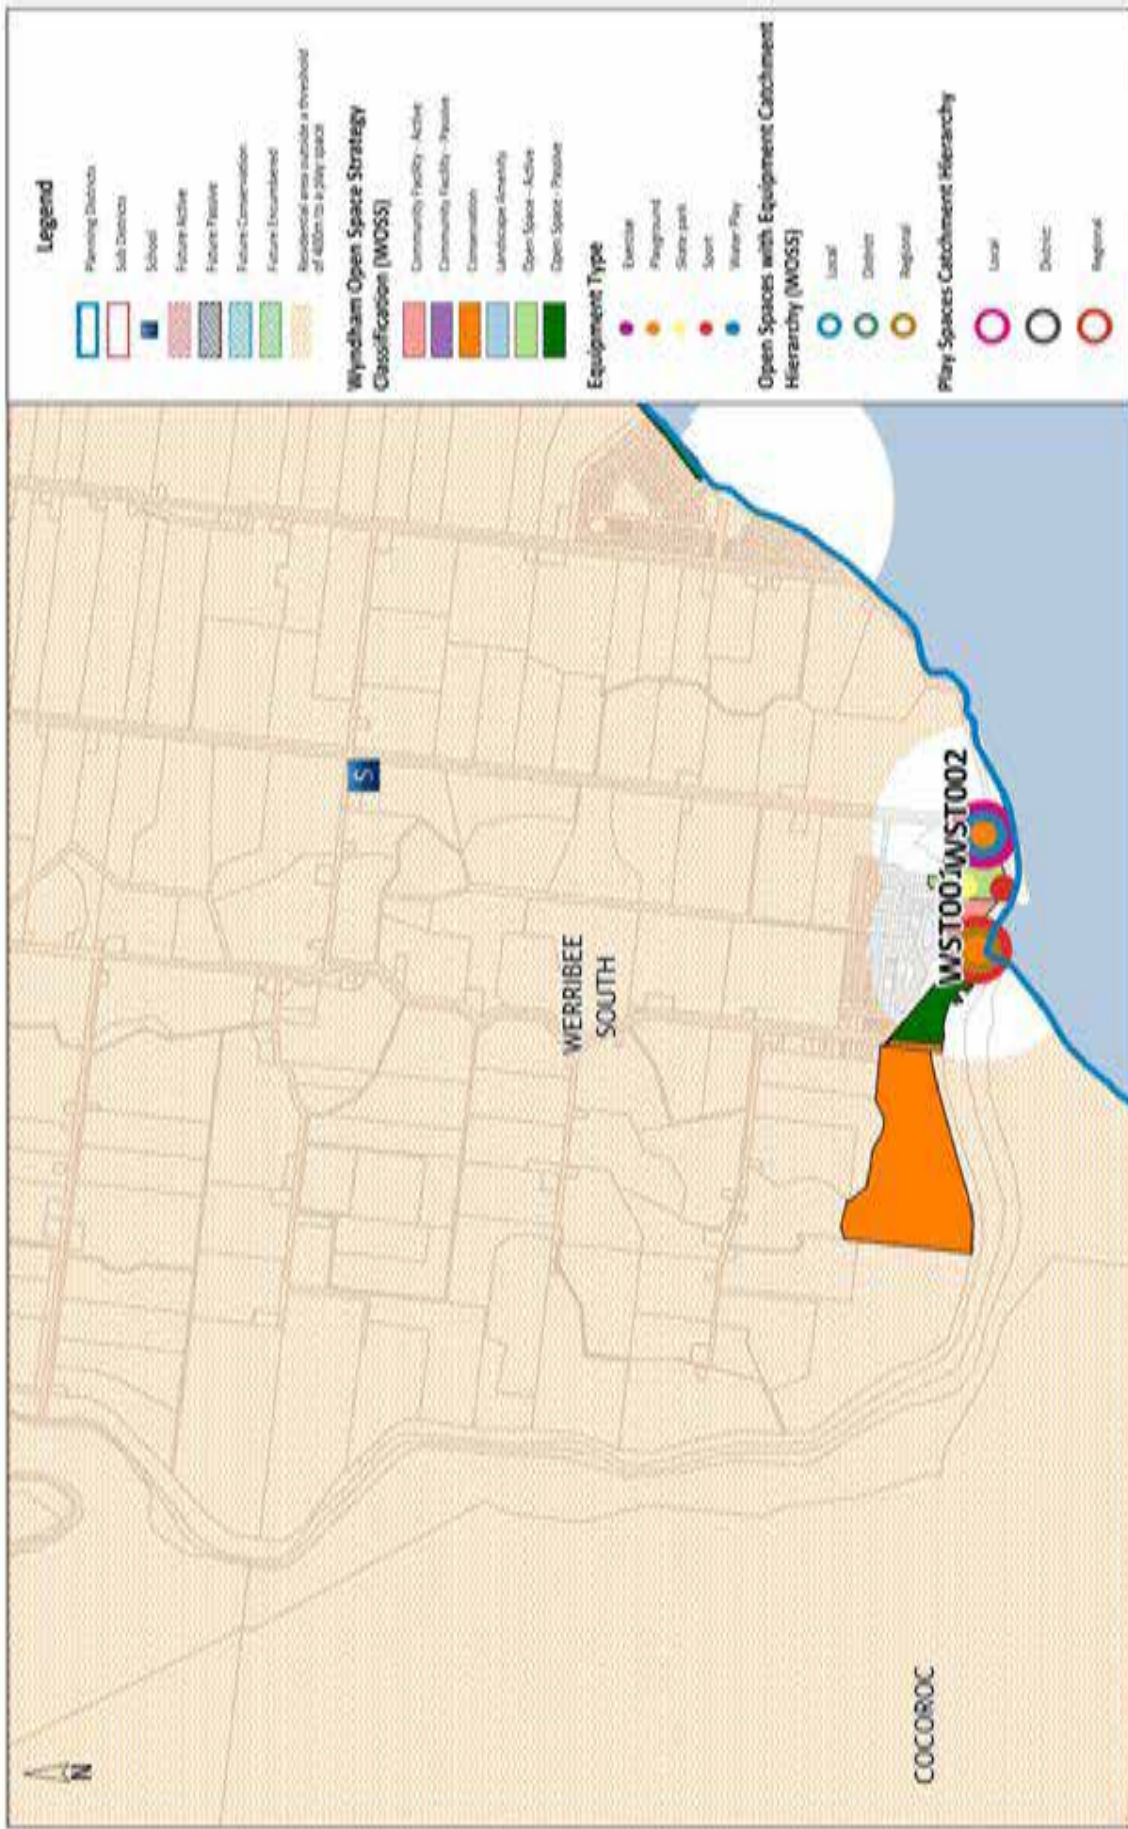 Legend
Planning Districts
Sub Districts
School
Future Active
Future Passive
Future Conservation
Future Encumbered
Residential area outside a threshold
of 400m to a play space
Wyndham Open Space Strategy
Classification (WOSS)
Community Facility - Active
Community Facility - Passive
Conservation
Landscape Amenity
Open Space - Active
Open Space - Passive
Equipment Type
Exercise
Playground
Skate park
Sport
Water Play
Open Spaces with Equipment Catchment
Hierarchy (WOSS)
Local
District
Regional
Play Spaces Catchment Hierarchy
Local
District
Regional
N
S
WERRIBEE
SOUTH
WST001
WST002
COCOROC